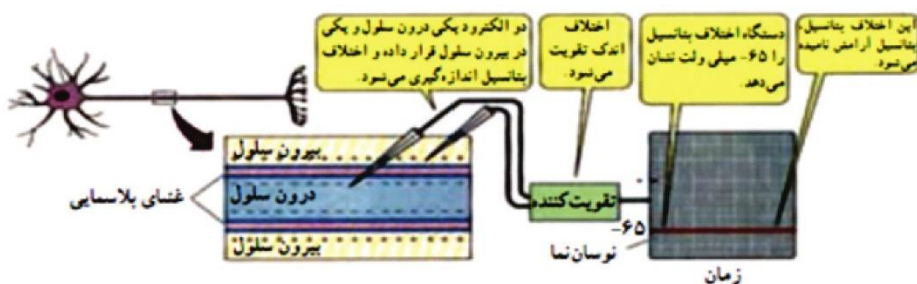 دو الکترود یکی درون سلول و یکی
در بیرون سلول قرار داده و اختلاف
پتانسیل اندازه‌گیری می‌شود.
اختلاف
اندک تقویت
می‌شود.
دستگاه اختلاف پتانسیل
را ۶۵- میلی ولت نشان
می‌دهد.
این اختلاف پتانسیل،
پتانسیل آرامش نامیده
می‌شود.
بیرون سلول
درون سلول
بیرون سلول
غشای پلاسمایی
تقویت‌کننده
۰
-۶۵
نوسان‌نما
زمان